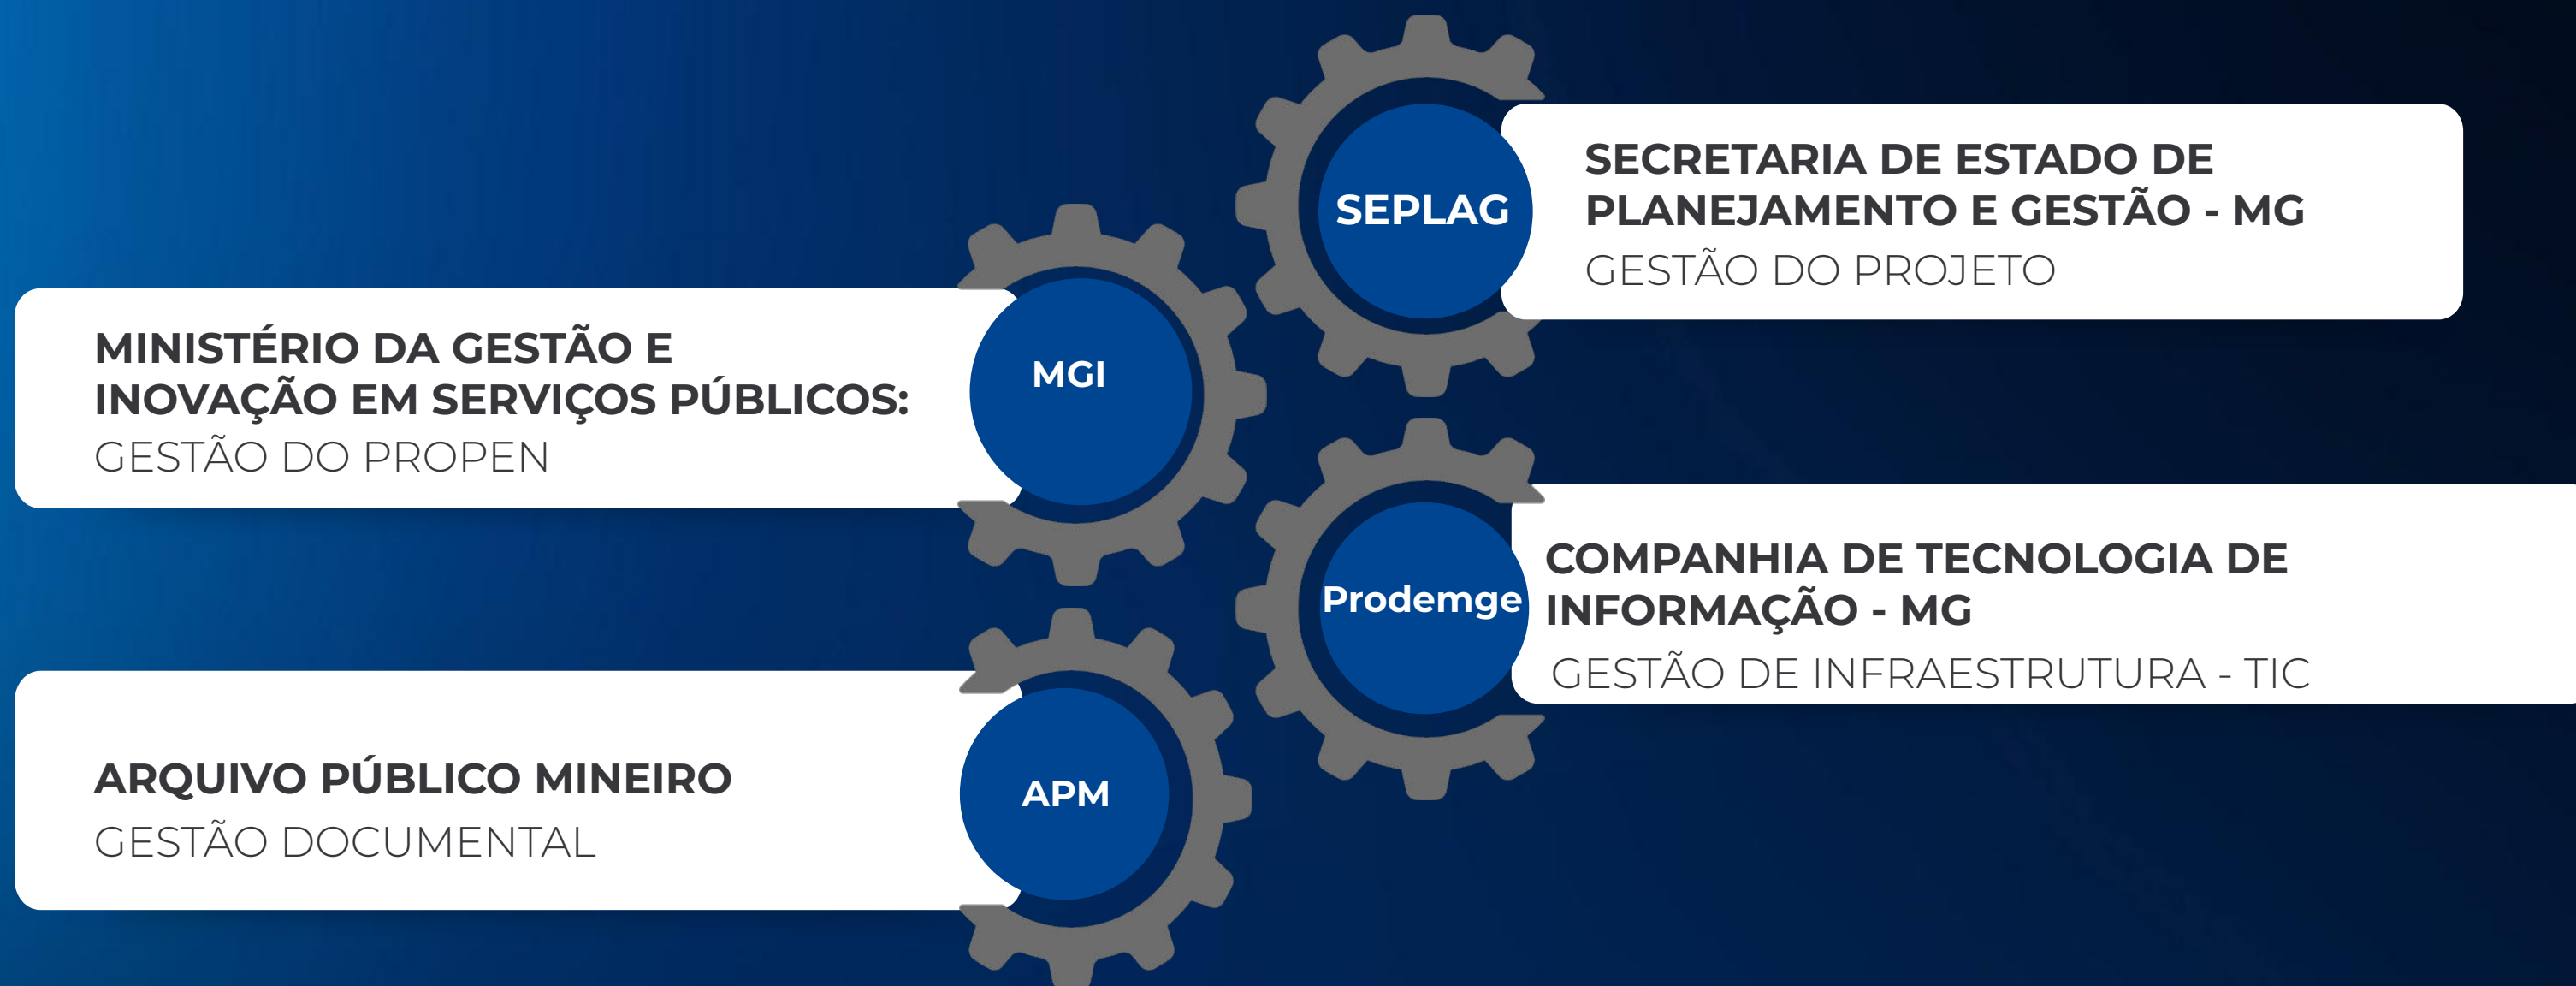 SEPLAG
SECRETARIA DE ESTADO DE
PLANEJAMENTO E GESTÃO - MG
GESTÃO DO PROJETO
MINISTÉRIO DA GESTÃO E
INOVAÇÃO EM SERVIÇOS PÚBLICOS:
GESTÃO DO PROPEN
MGI
Prodemge
COMPANHIA DE TECNOLOGIA DE
INFORMAÇÃO - MG
GESTÃO DE INFRAESTRUTURA - TIC
ARQUIVO PÚBLICO MINEIRO
GESTÃO DOCUMENTAL
APM